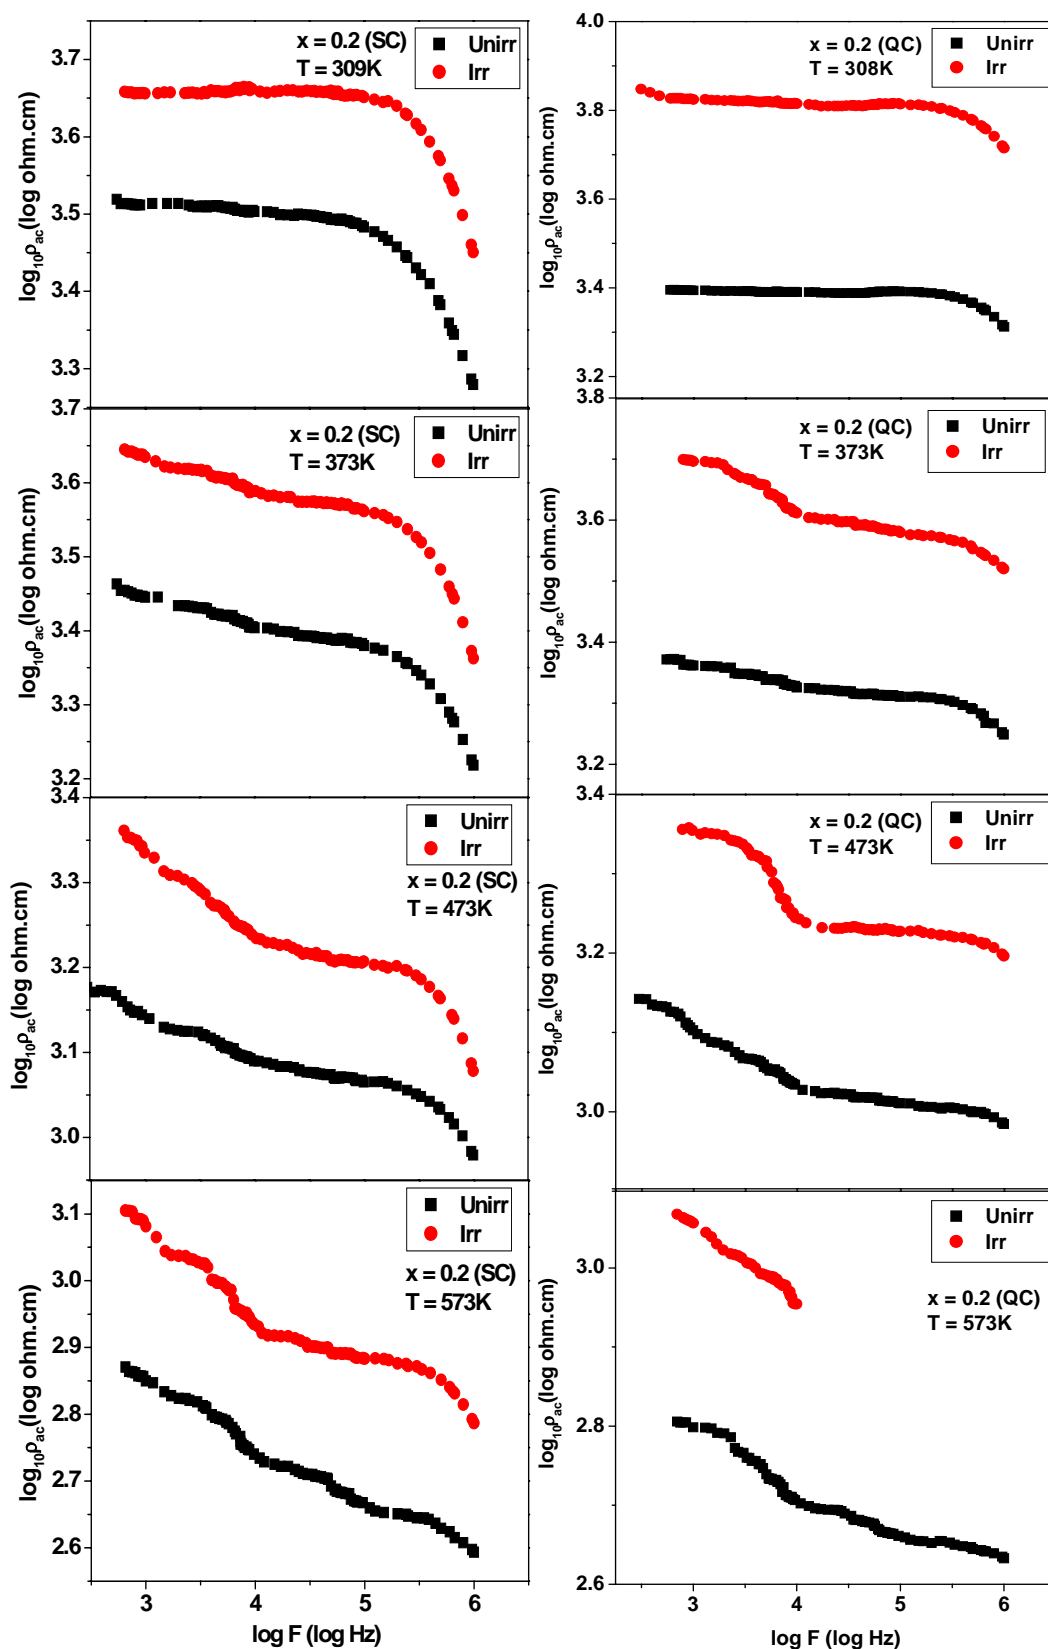 x = 0.2 (SC)
T = 309K
Unirr
Irr
3.7
3.6
3.5
3.4
3.3
log₁₀ρac(log ohm.cm)
x = 0.2 (QC)
T = 308K
Unirr
Irr
4.0
3.8
3.6
3.4
3.2
log₁₀ρac(log ohm.cm)
x = 0.2 (SC)
T = 373K
Unirr
Irr
3.7
3.6
3.5
3.4
3.3
3.2
log₁₀ρac(log ohm.cm)
x = 0.2 (QC)
T = 373K
Unirr
Irr
3.8
3.6
3.4
3.2
log₁₀ρac(log ohm.cm)
Unirr
Irr
x = 0.2 (SC)
T = 473K
3.4
3.3
3.2
3.1
3.0
log₁₀ρac(log ohm.cm)
x = 0.2 (QC)
T = 473K
Unirr
Irr
3.4
3.2
3.0
log₁₀ρac(log ohm.cm)
Unirr
Irr
x = 0.2 (SC)
T = 573K
3.1
3.0
2.9
2.8
2.7
2.6
log₁₀ρac(log ohm.cm)
3
4
5
6
log F (log Hz)
Unirr
Irr
x = 0.2 (QC)
T = 573K
3.0
2.8
2.6
log₁₀ρac(log ohm.cm)
3
4
5
6
log F (log Hz)